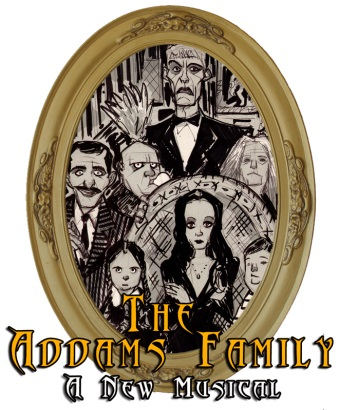 The
Addams Family
A New Musical